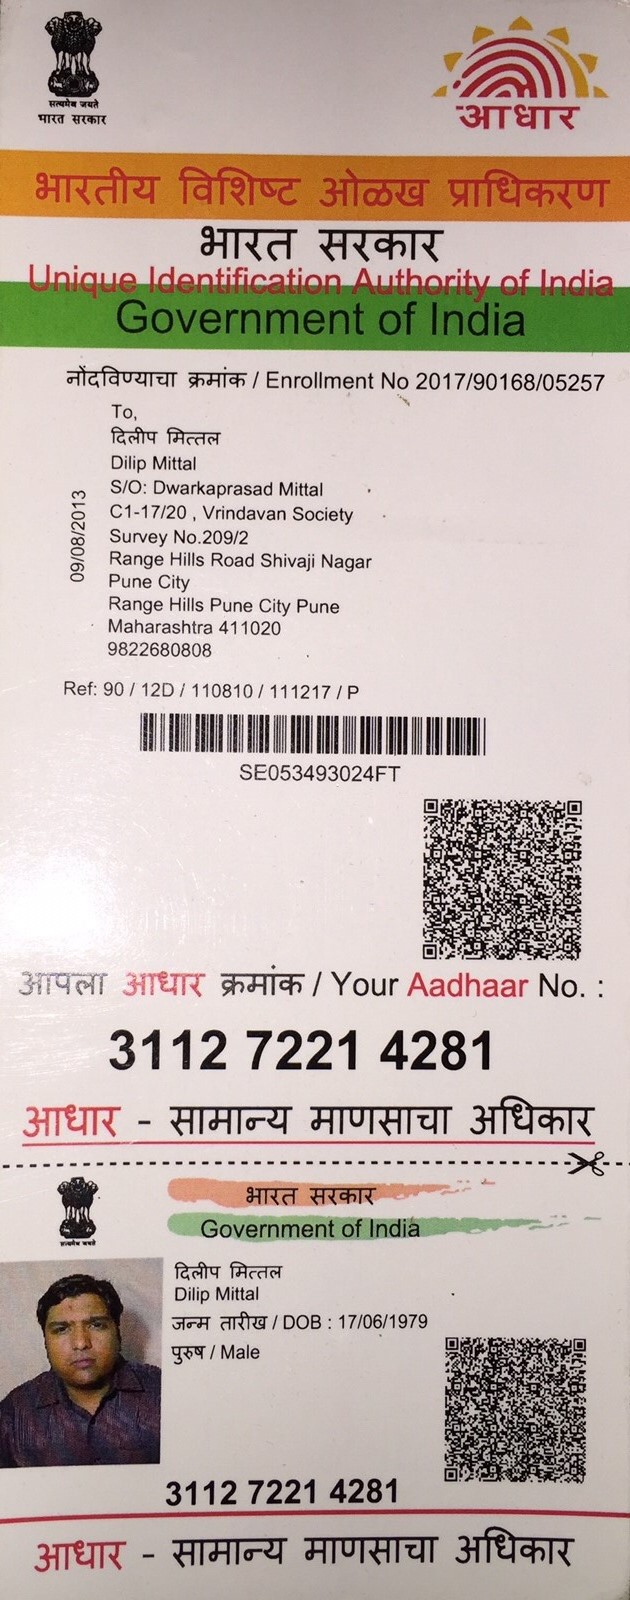 सत्यमेव जयते
भारत सरकार
आधार
भारतीय विशिष्ट ओळख प्राधिकरण
भारत सरकार
Unique Identification Authority of India
Government of India
नोंदविण्याचा क्रमांक / Enrollment No 2017/90168/05257
To,
दिलीप मित्तल
Dilip Mittal
S/O: Dwarkaprasad Mittal
C1-17/20 , Vrindavan Society
Survey No.209/2
Range Hills Road Shivaji Nagar
Pune City
Range Hills Pune City Pune
Maharashtra 411020
9822680808
09/08/2013
Ref: 90 / 12D / 110810 / 111217 / P
SE053493024FT
आपला आधार क्रमांक / Your Aadhaar No. :
3112 7221 4281
आधार - सामान्य माणसाचा अधिकार
सत्यमेव जयते
भारत सरकार
Government of India
दिलीप मित्तल
Dilip Mittal
जन्म तारीख / DOB : 17/06/1979
पुरुष / Male
3112 7221 4281
आधार - सामान्य माणसाचा अधिकार